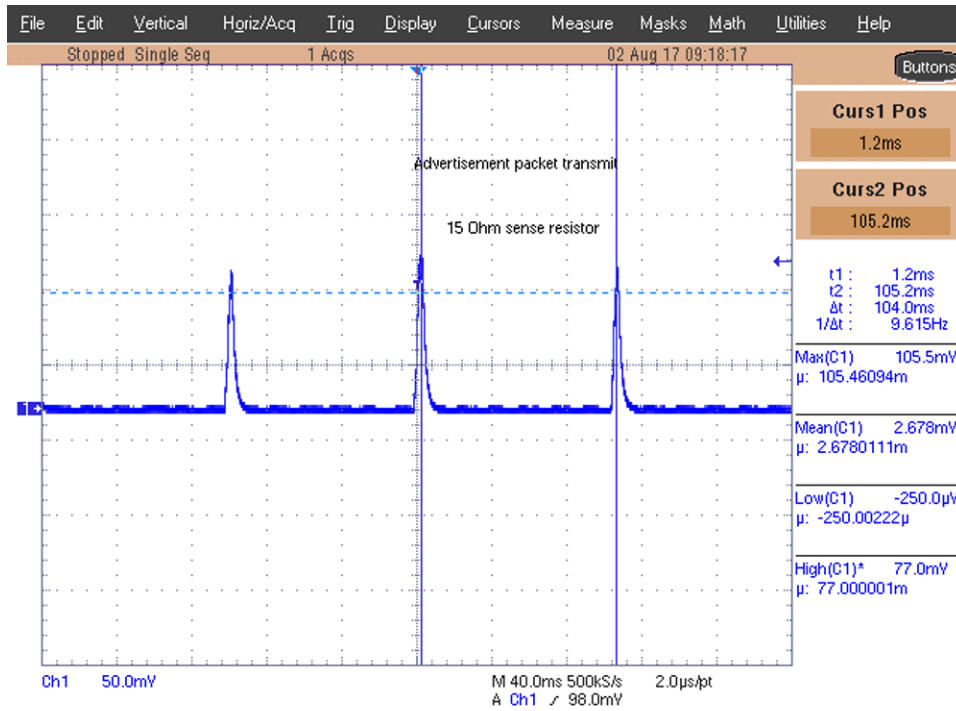 File Edit Vertical Horiz/Acq Trig Display Cursors Measure Masks Math Utilities Help
Stopped Single Seq 1 Acqs 02 Aug 17 09:18:17
Buttons
Curs1 Pos
1.2ms
Curs2 Pos
105.2ms
Advertisement packet transmit
15 Ohm sense resistor
t1 : 1.2ms
t2 : 105.2ms
Δt : 104.0ms
1/Δt : 9.615Hz
Max(C1) 105.5mV
µ: 105.46094m
Mean(C1) 2.678mV
µ: 2.6780111m
Low(C1) -250.0µV
µ: -250.00222µ
High(C1)* 77.0mV
µ: 77.000001m
1
Ch1 50.0mV M 40.0ms 500kS/s 2.0µs/pt
A Ch1 / 98.0mV